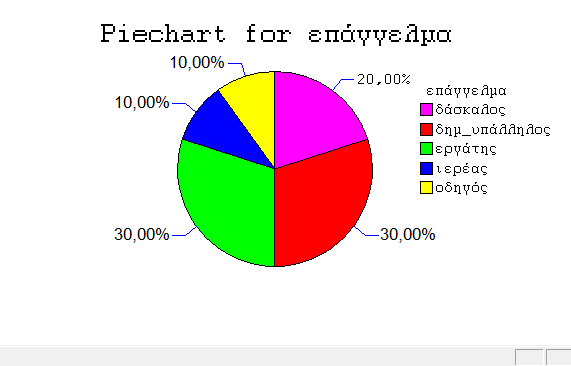 Piechart for επάγγελμα
10,00%
20,00%
επάγγελμα
10,00%
δάσκαλος
δημ_υπάλληλος
εργάτης
ιερέας
οδηγός
30,00%
30,00%